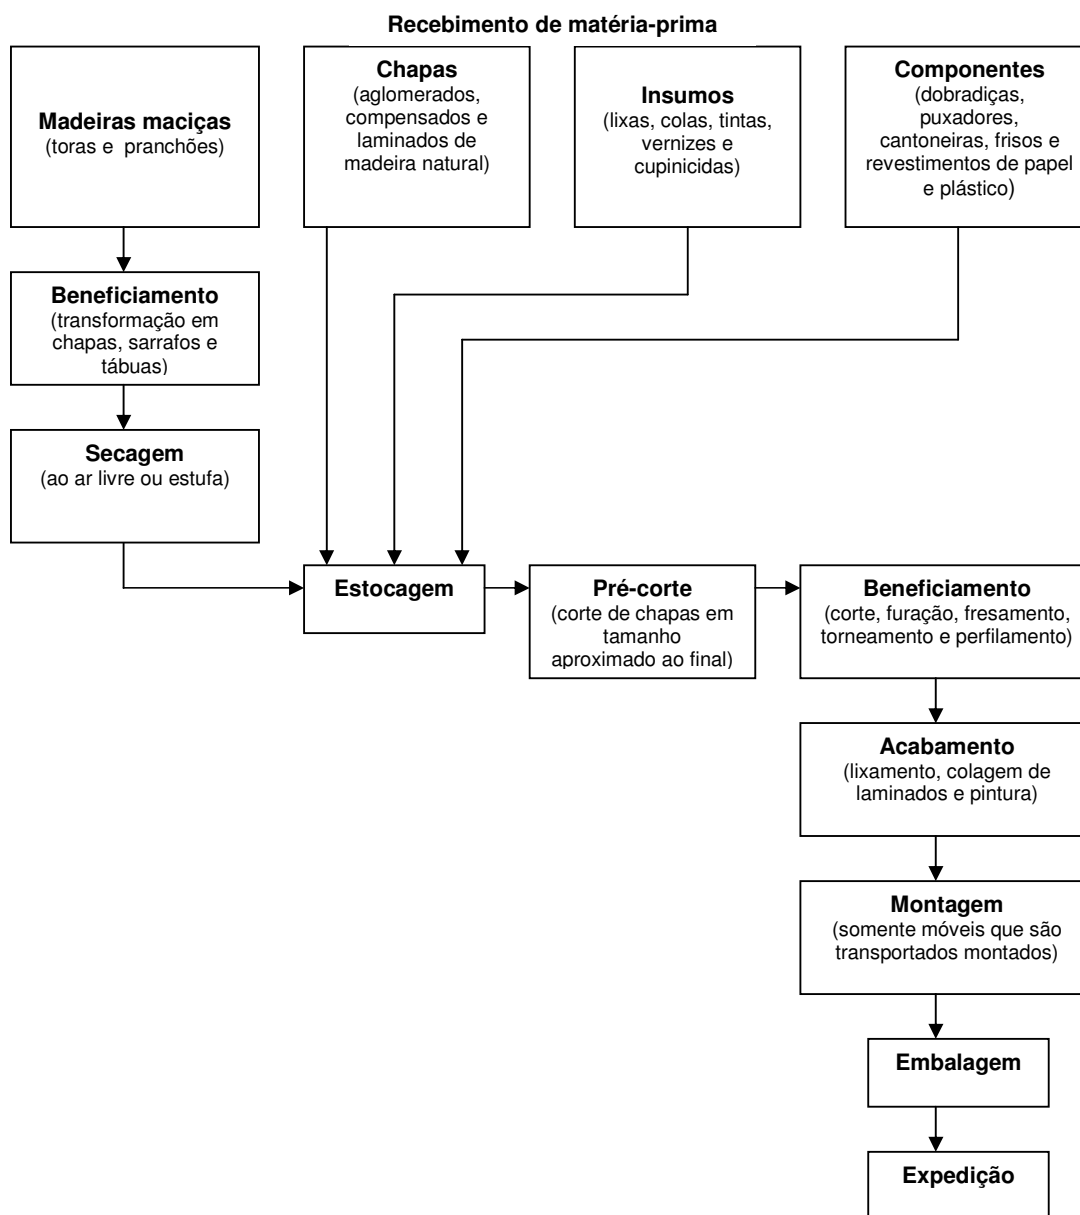 Recebimento de matéria-prima
Madeiras maciças
(toras e pranchões)
Chapas
(aglomerados,
compensados e
laminados de
madeira natural)
Insumos
(lixas, colas, tintas,
vernizes e
cupinicidas)
Componentes
(dobradiças,
puxadores,
cantoneiras, frisos e
revestimentos de papel
e plástico)
Beneficiamento
(transformação em
chapas, sarrafos e
tábuas)
Secagem
(ao ar livre ou estufa)
Estocagem
Pré-corte
(corte de chapas em
tamanho
aproximado ao final)
Beneficiamento
(corte, furação, fresamento,
torneamento e perfilamento)
Acabamento
(lixamento, colagem de
laminados e pintura)
Montagem
(somente móveis que são
transportados montados)
Embalagem
Expedição